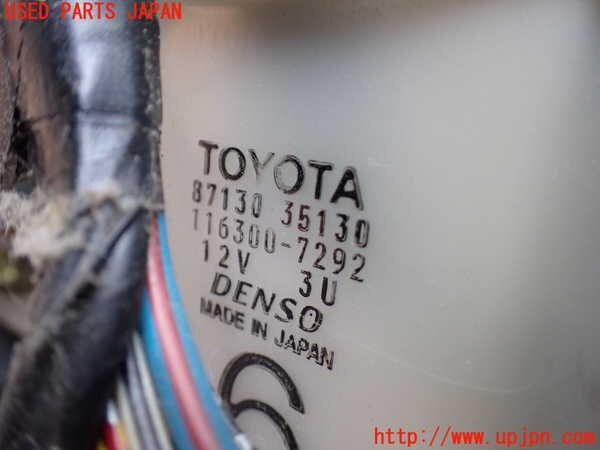 USED PARTS JAPAN
TOYOTA
87130 35130
116300-7292
12V 3U
DENSO
MADE IN JAPAN
6
http://www.upjpn.com